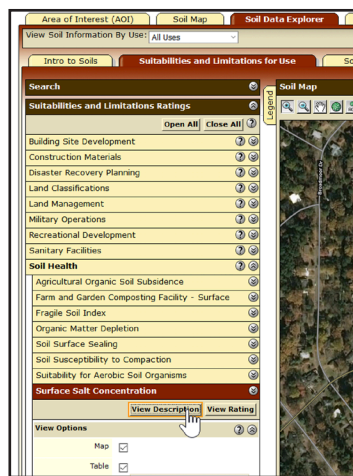 Area of Interest (AOI) Soil Map Soil Data Explorer
View Soil Information By Use: All Uses
Intro to Soils Suitabilities and Limitations for Use So
Search
Soil Map
Legend
Suitabilities and Limitations Ratings
Open All Close All ?
Building Site Development ?
Construction Materials ?
Disaster Recovery Planning ?
Land Classifications ?
Land Management ?
Military Operations ?
Recreational Development ?
Sanitary Facilities ?
Soil Health ?
Agricultural Organic Soil Subsidence
Farm and Garden Composting Facility - Surface
Fragile Soil Index
Organic Matter Depletion
Soil Surface Sealing
Soil Susceptibility to Compaction
Suitability for Aerobic Soil Organisms
Surface Salt Concentration
View Description View Rating
View Options ?
Map
Table